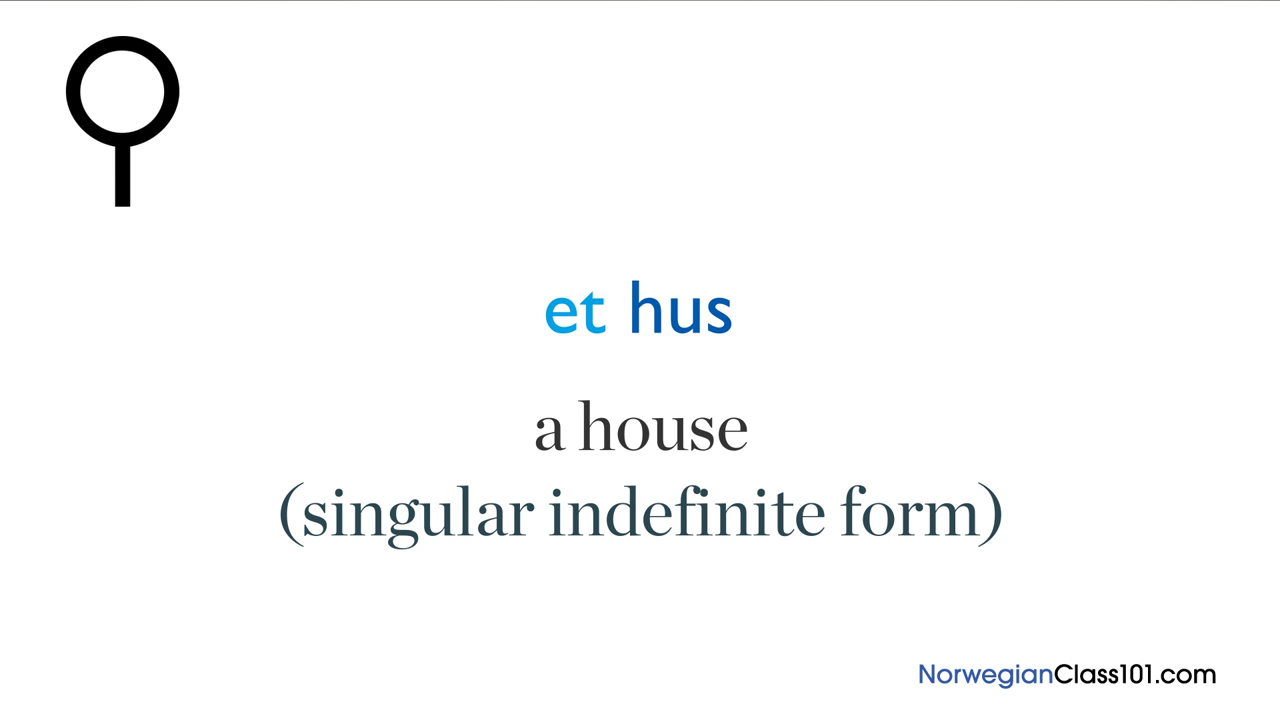 et hus
a house
(singular indefinite form)
NorwegianClass101.com